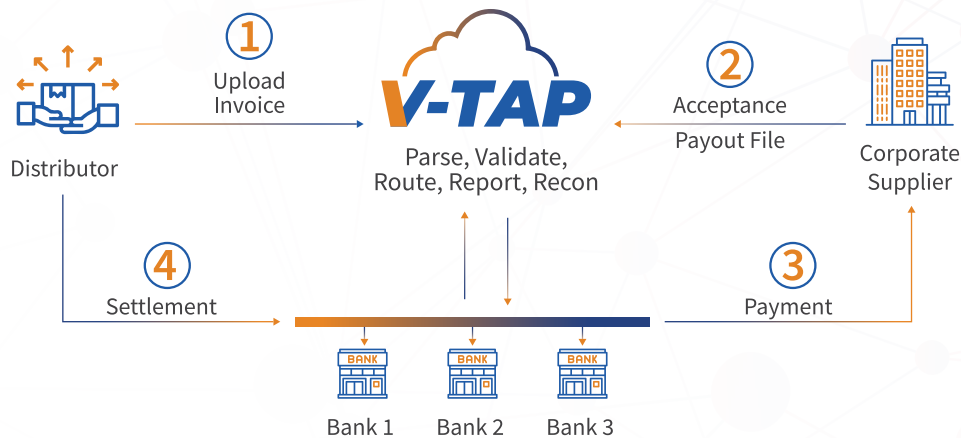 1
Upload
Invoice
V-TAP
Parse, Validate,
Route, Report, Recon
2
Acceptance
Payout File
Distributor
Corporate
Supplier
4
Settlement
3
Payment
BANK
BANK
BANK
Bank 1
Bank 2
Bank 3